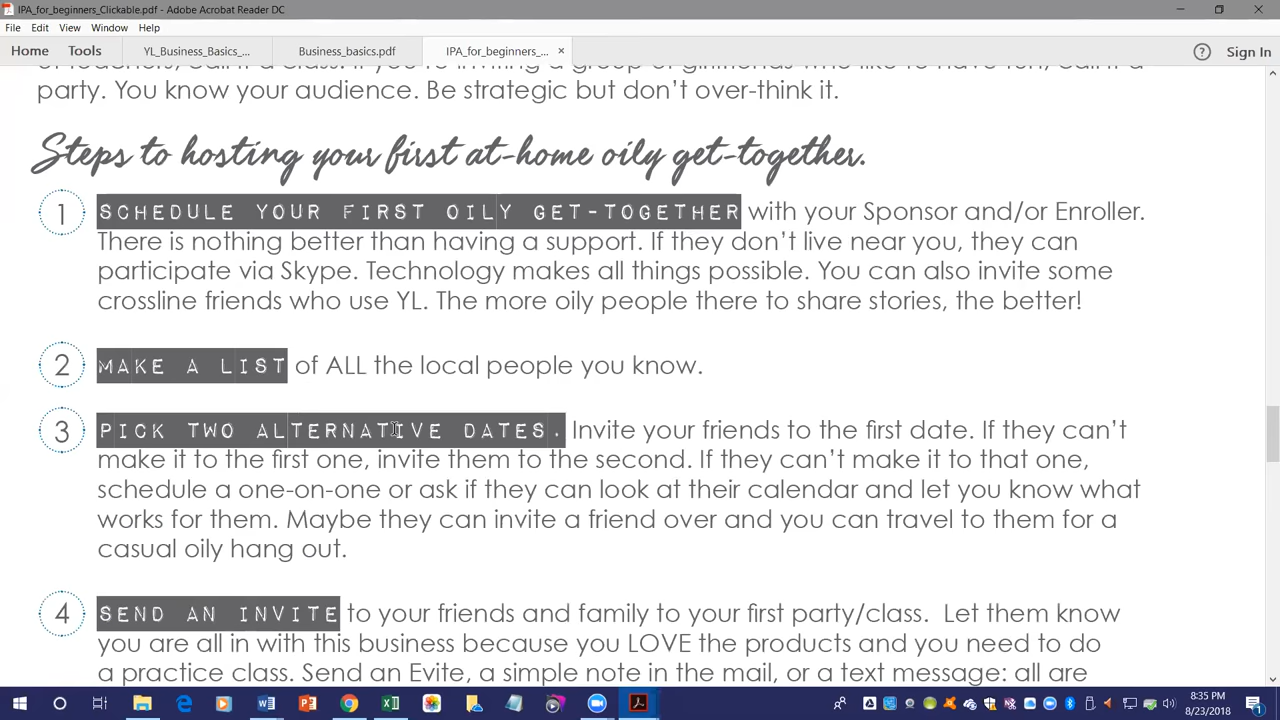 IPA_for_beginners_Clickable.pdf - Adobe Acrobat Reader DC
File Edit View Window Help
Home Tools YL_Business_Basics_... Business_basics.pdf IPA_for_beginners_... × ? Sign In
party. You know your audience. Be strategic but don’t over-think it.
Steps to hosting your first at-home oily get-together.
1 SCHEDULE YOUR FIRST OILY GET-TOGETHER with your Sponsor and/or Enroller.
There is nothing better than having a support. If they don’t live near you, they can
participate via Skype. Technology makes all things possible. You can also invite some
crossline friends who use YL. The more oily people there to share stories, the better!
2 MAKE A LIST of ALL the local people you know.
3 PICK TWO ALTERNATIVE DATES. Invite your friends to the first date. If they can’t
make it to the first one, invite them to the second. If they can’t make it to that one,
schedule a one-on-one or ask if they can look at their calendar and let you know what
works for them. Maybe they can invite a friend over and you can travel to them for a
casual oily hang out.
4 SEND AN INVITE to your friends and family to your first party/class. Let them know
you are all in with this business because you LOVE the products and you need to do
a practice class. Send an Evite, a simple note in the mail, or a text message: all are
8:35 PM
8/23/2018